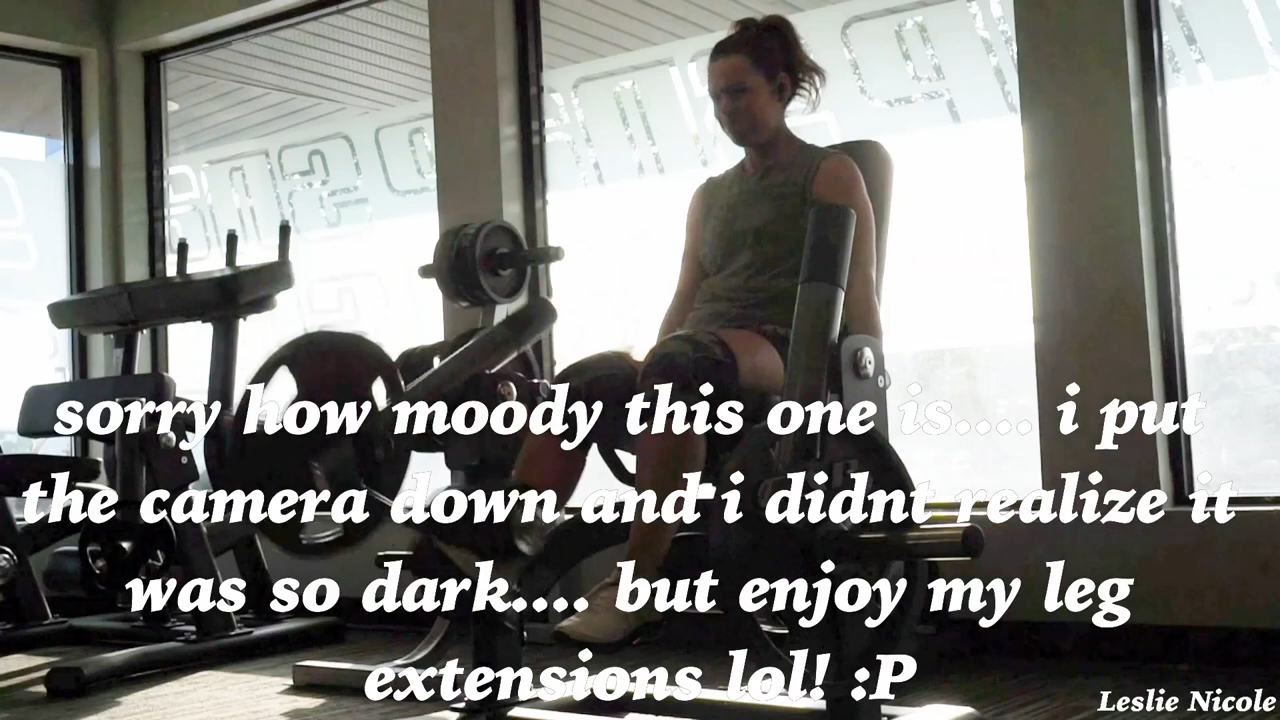 sorry how moody this one is.... i put
the camera down and i didnt realize it
was so dark.... but enjoy my leg
extensions lol! :P
Leslie Nicole